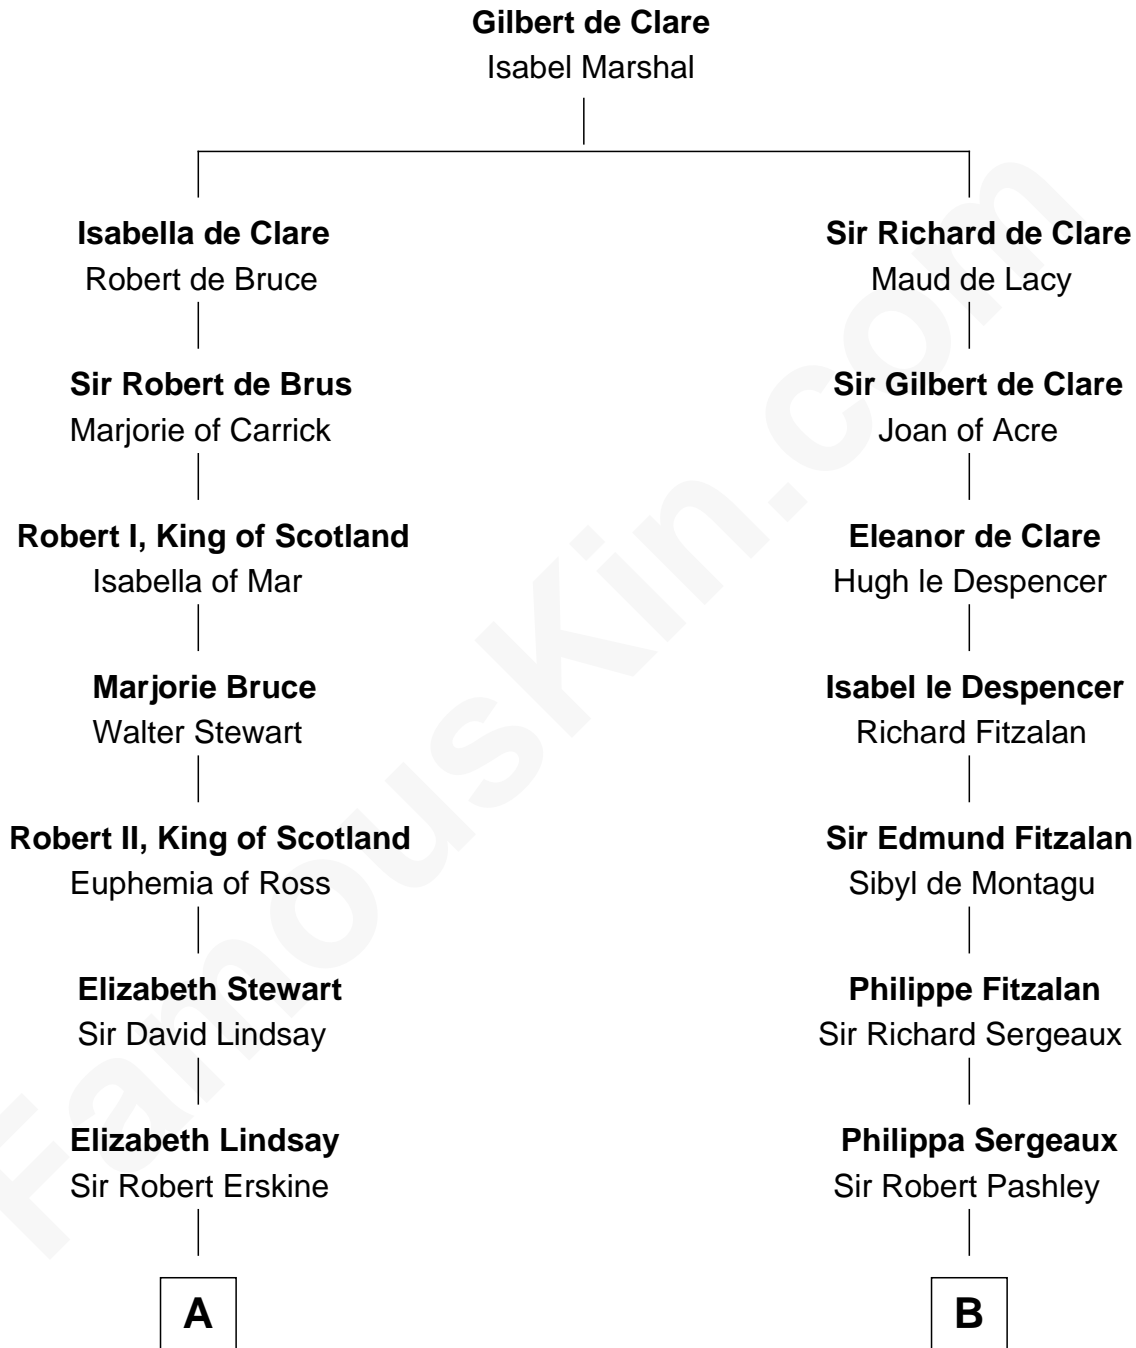 Gilbert de Clare
Isabel Marshal
Isabella de Clare
Robert de Bruce
Sir Richard de Clare
Maud de Lacy
Sir Robert de Brus
Marjorie of Carrick
Sir Gilbert de Clare
Joan of Acre
Robert I, King of Scotland
Isabella of Mar
Eleanor de Clare
Hugh le Despencer
Marjorie Bruce
Walter Stewart
Isabel le Despencer
Richard Fitzalan
Robert II, King of Scotland
Euphemia of Ross
Sir Edmund Fitzalan
Sibyl de Montagu
Elizabeth Stewart
Sir David Lindsay
Philippe Fitzalan
Sir Richard Sergeaux
Elizabeth Lindsay
Sir Robert Erskine
Philippa Sergeaux
Sir Robert Pashley
A
B
FamousKin.com